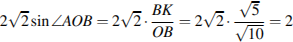 2√2 sin ∠AOB = 2√2 · BK/OB = 2√2 · √5/√10 = 2